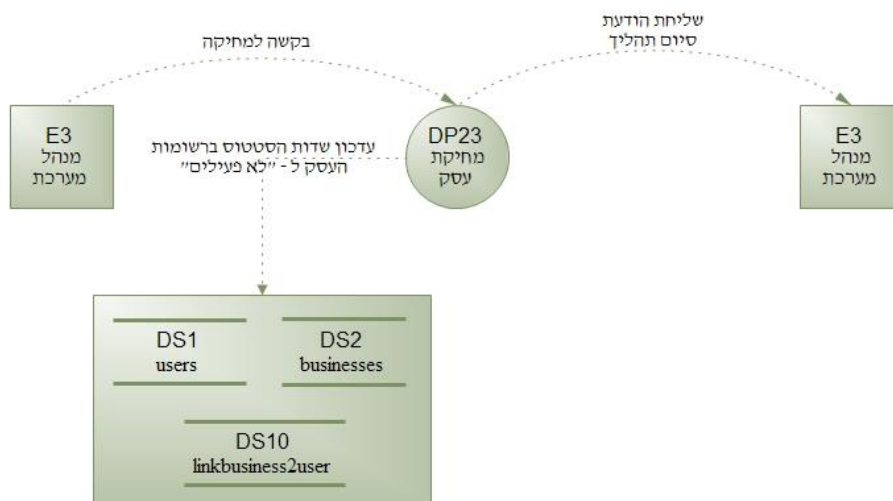 שליחת הודעת
סיום תהליך
בקשה למחיקה
E3
מנהל
מערכת
DP23
מחיקת
עסק
E3
מנהל
מערכת
עדכון שדות הסטטוס ברשומות
העסק ל - "לא פעילים"
DS1
users
DS2
businesses
DS10
linkbusiness2user